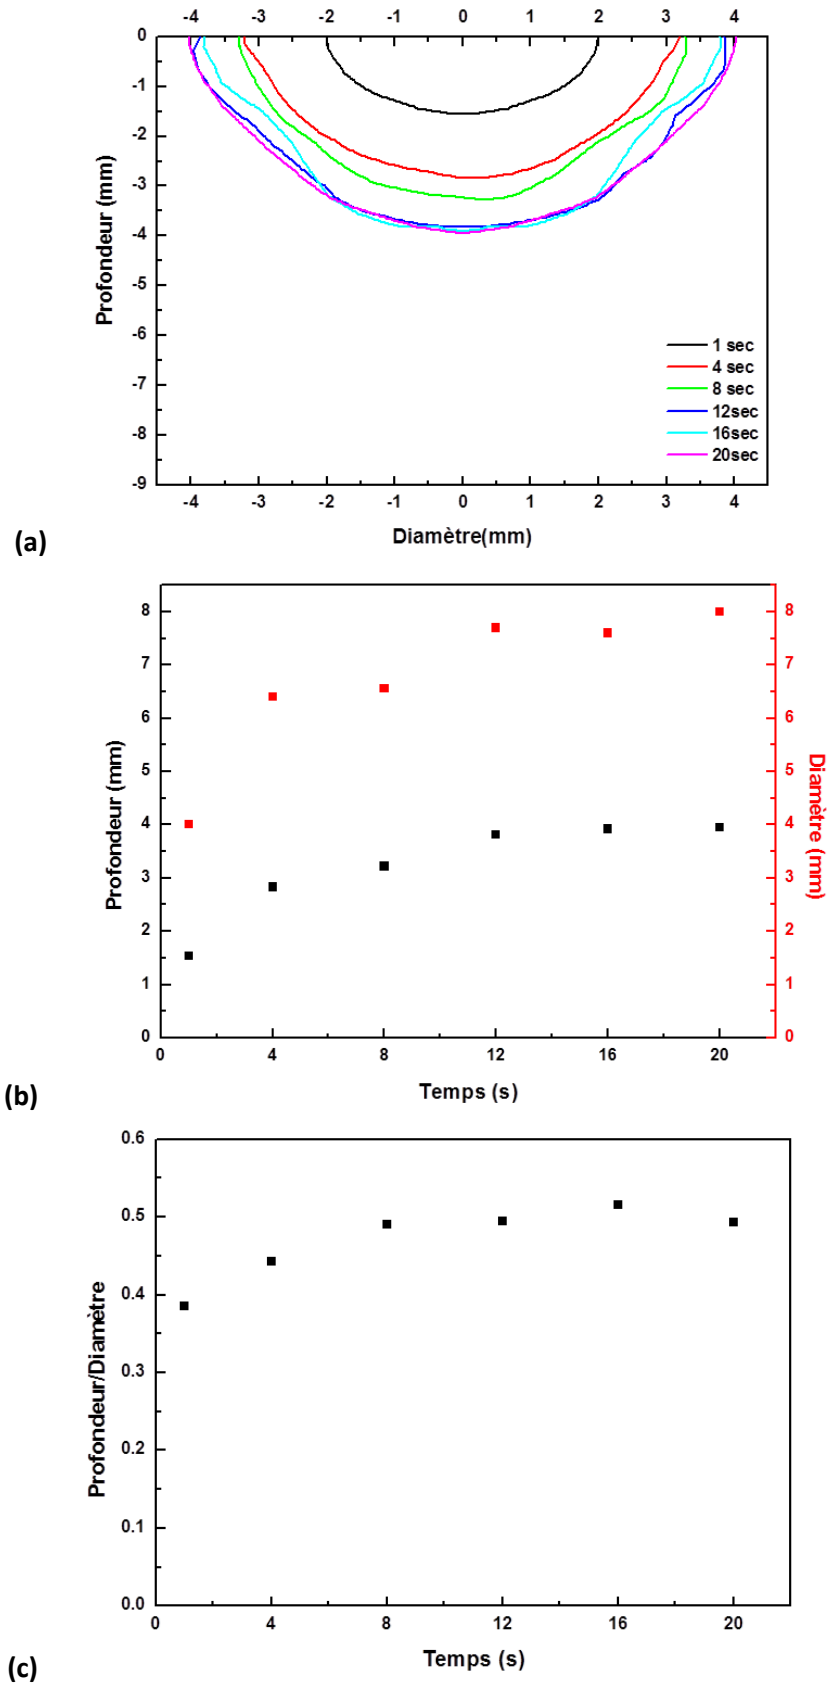 -4 -3 -2 -1 0 1 2 3 4
0
-1
-2
-3
-4
-5
-6
-7
-8
-9
Profondeur (mm)
1 sec
4 sec
8 sec
12sec
16sec
20sec
-4 -3 -2 -1 0 1 2 3 4
Diamètre(mm)
(a)
8
7
6
5
4
3
2
1
0
Profondeur (mm)
8
7
6
5
4
3
2
1
0
Diamètre (mm)
0 4 8 12 16 20
Temps (s)
(b)
0.6
0.5
0.4
0.3
0.2
0.1
0.0
Profondeur/Diamètre
0 4 8 12 16 20
Temps (s)
(c)